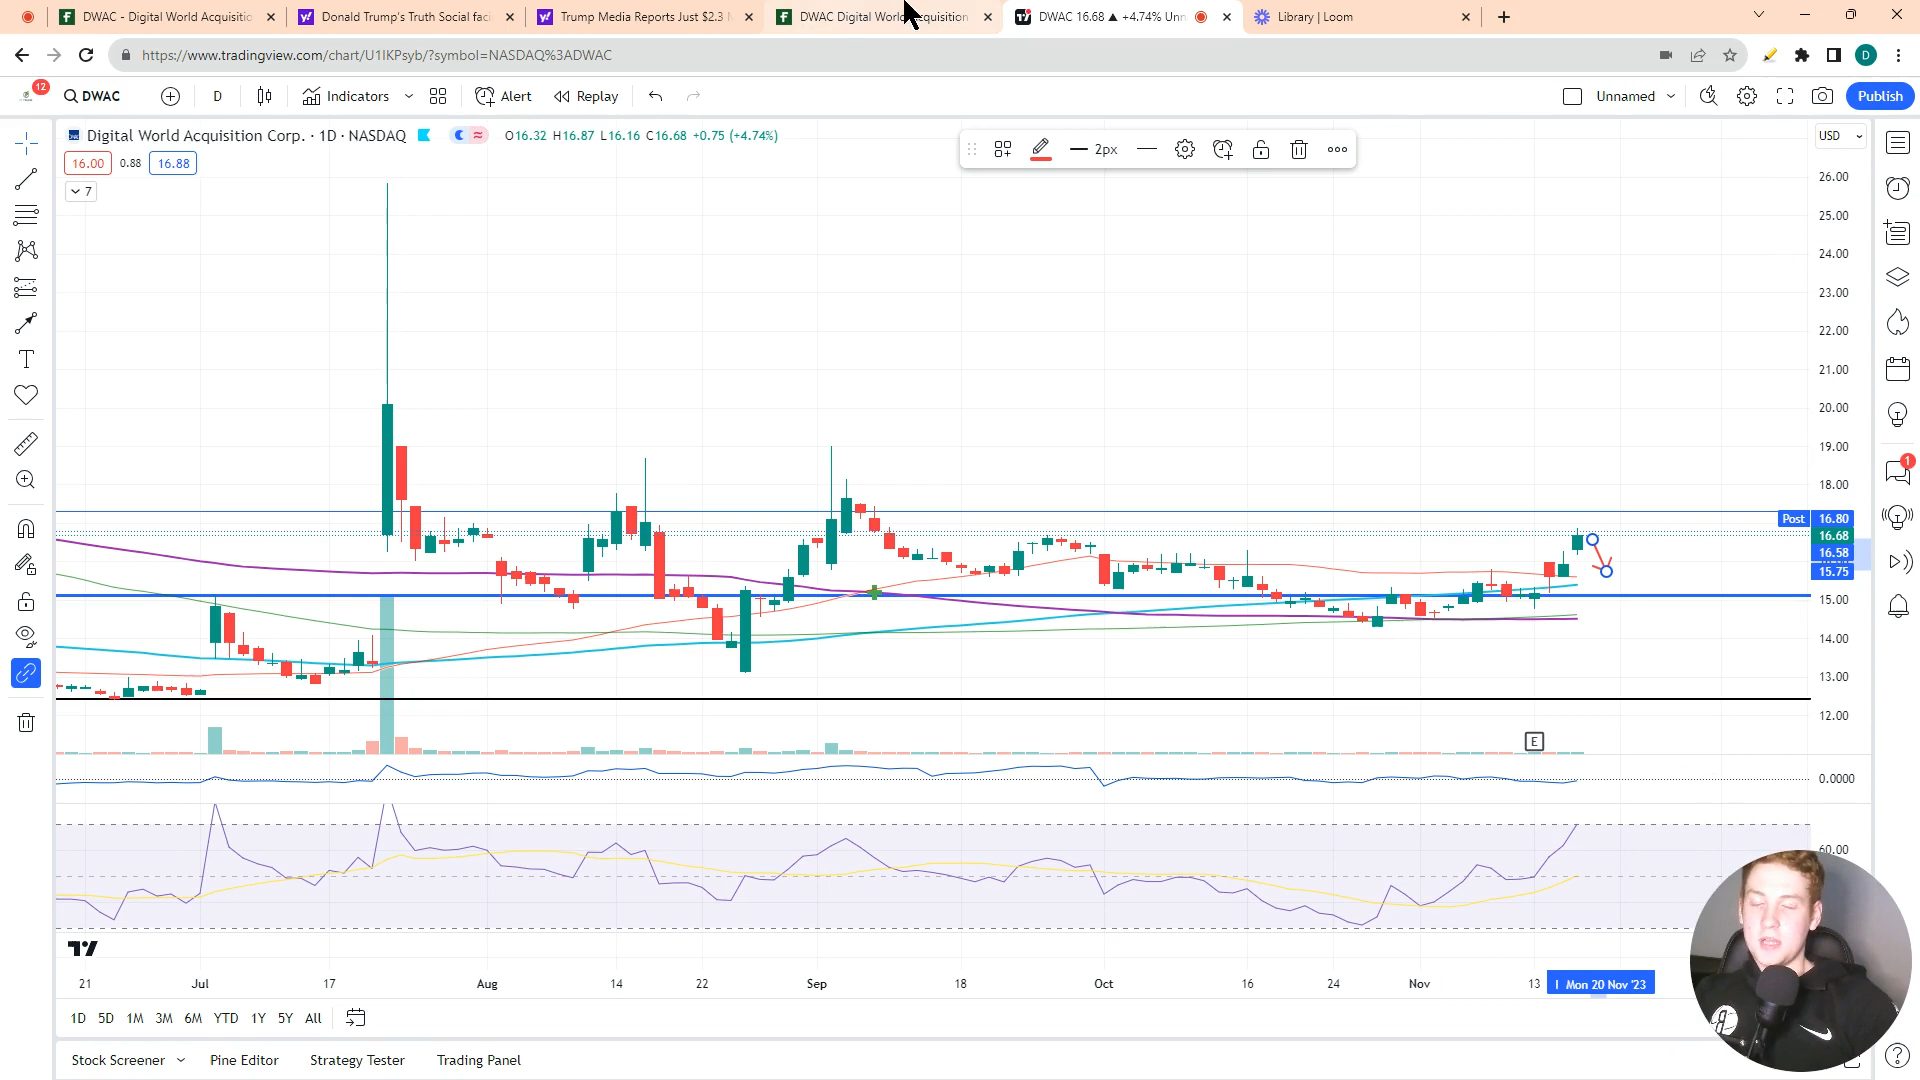 DWAC - Digital World Acquisitio
Donald Trump's Truth Social faci
Trump Media Reports Just $2.3
DWAC Digital World Acquisition
DWAC 16.68 ▲ +4.74% Unn
Library | Loom
https://www.tradingview.com/chart/U1IKPsyb/?symbol=NASDAQ%3ADWAC
D
12
DWAC
D
Indicators
Alert
Replay
Unnamed
Publish
Digital World Acquisition Corp. · 1D · NASDAQ
O16.32 H16.87 L16.16 C16.68 +0.75 (+4.74%)
16.00 0.88 16.88
7
2px
USD
26.00
25.00
24.00
23.00
22.00
21.00
20.00
19.00
18.00
Post 16.80
16.68
16.58
15.75
15.00
14.00
13.00
12.00
E
0.0000
60.00
1
21 Jul 17 Aug 14 22 Sep 18 Oct 16 24 Nov 13 Mon 20 Nov '23
1D 5D 1M 3M 6M YTD 1Y 5Y All
Stock Screener Pine Editor Strategy Tester Trading Panel